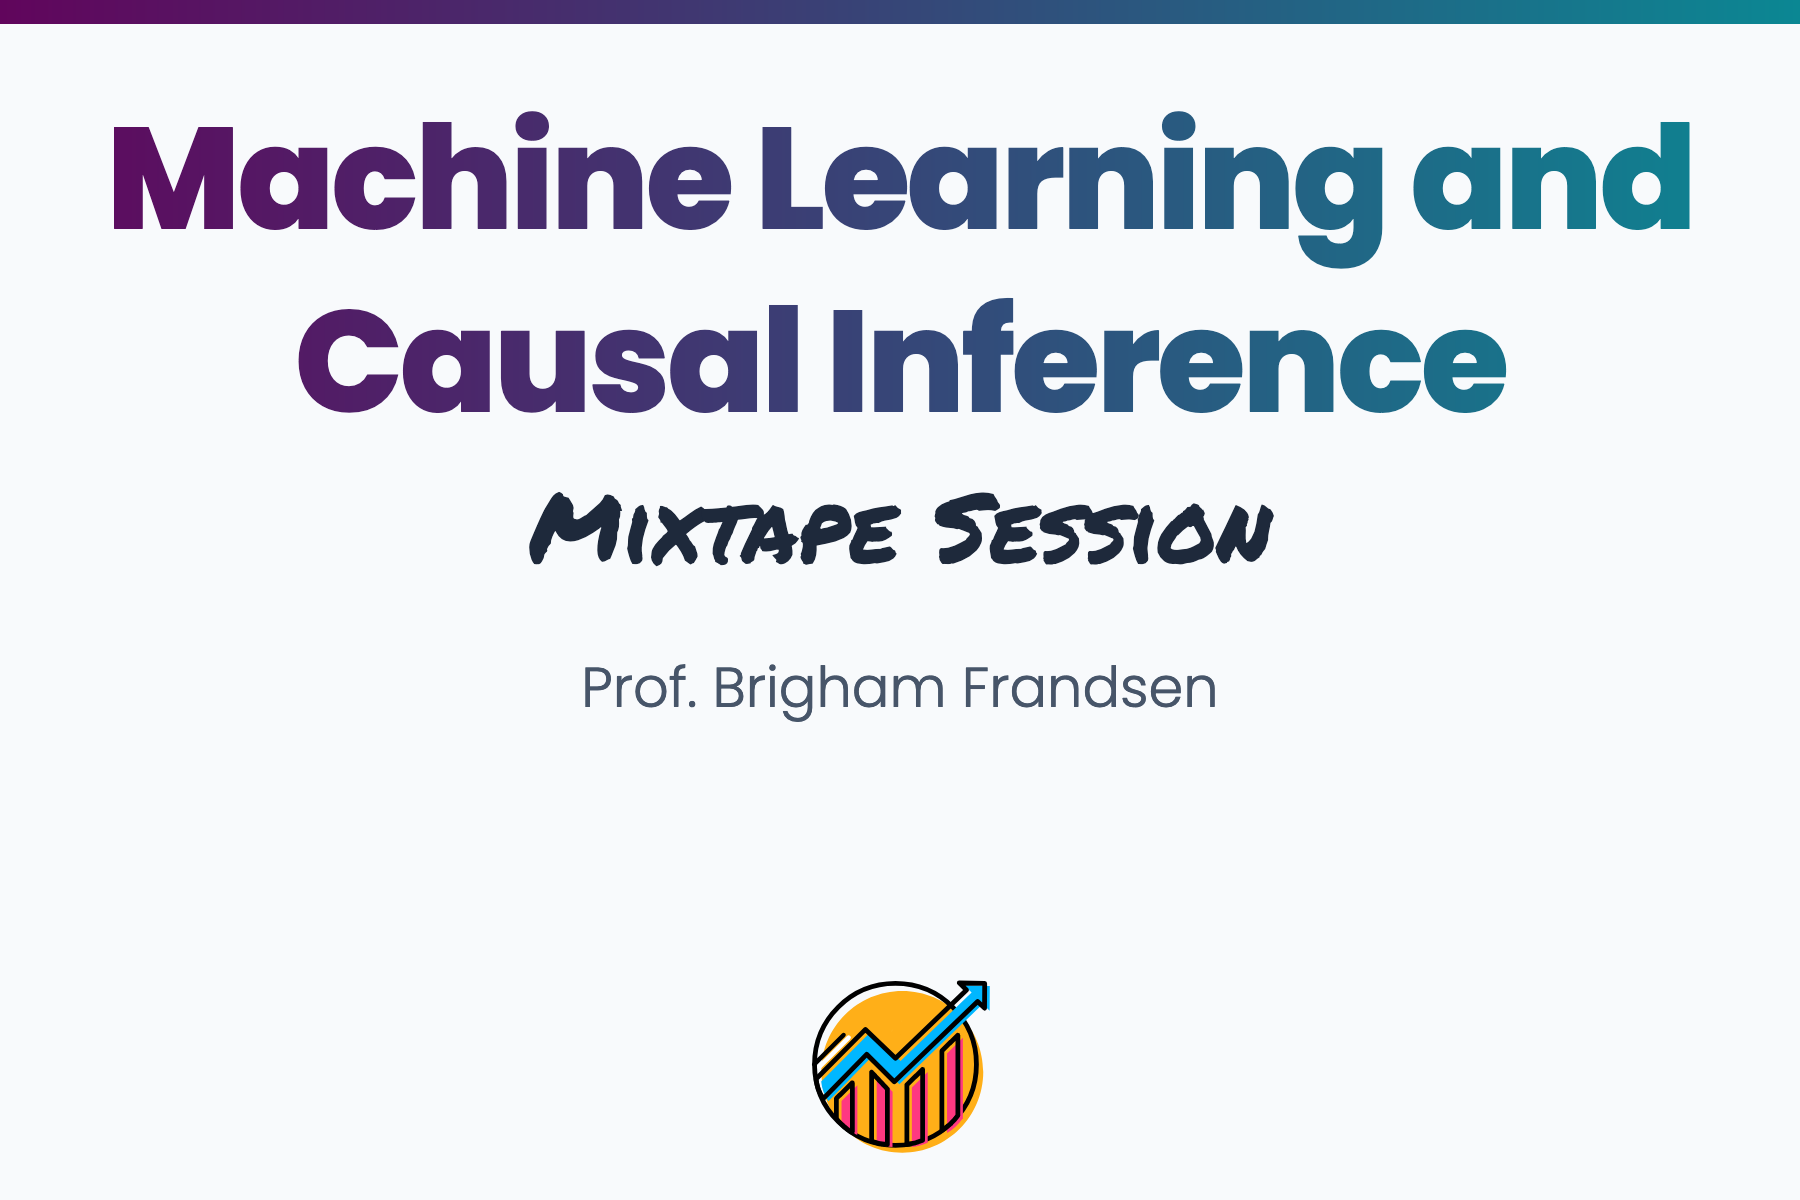 Machine Learning and
Causal Inference
Mixtape Session
Prof. Brigham Frandsen